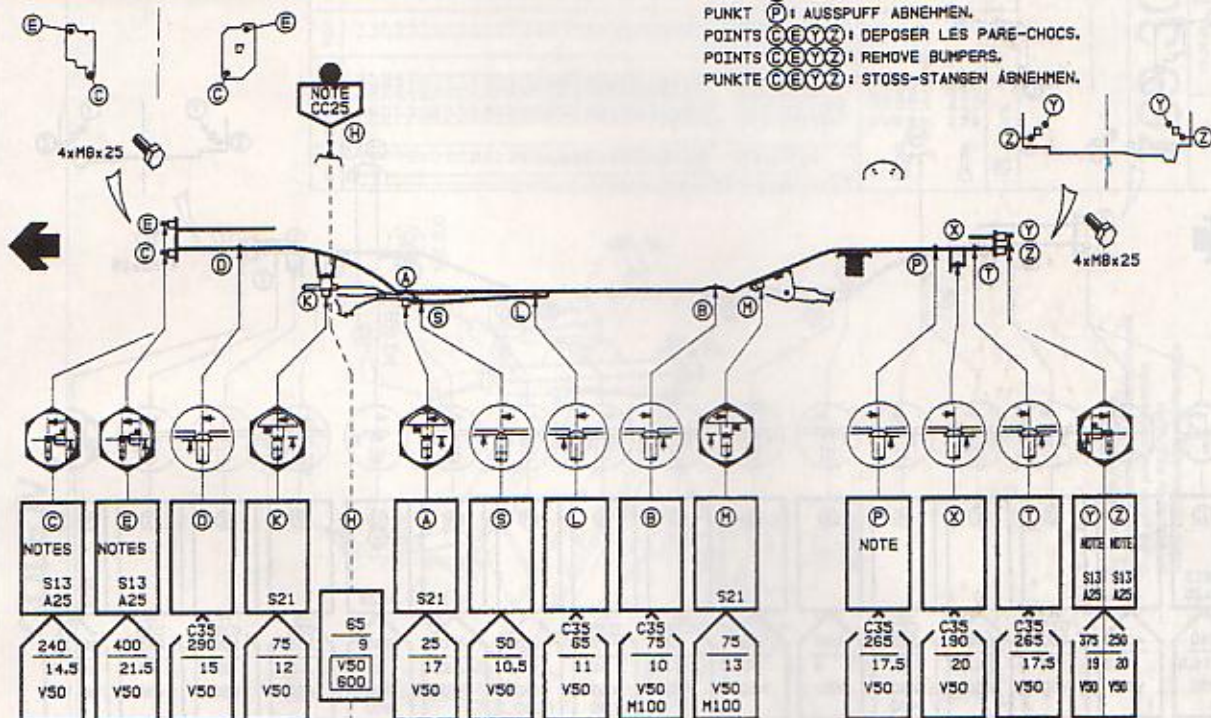 PUNKT Ⓟ: AUSSPUFF ABNEHMEN.
POINTS ⒸⒺⓎⓏ: DEPOSER LES PARE-CHOCS.
POINTS ⒸⒺⓎⓏ: REMOVE BUMPERS.
PUNKTE ⒸⒺⓎⓏ: STOSS-STANGEN ABNEHMEN.
Ⓔ Ⓔ
Ⓒ Ⓒ
NOTE
CC25
Ⓗ
Ⓨ Ⓨ
Ⓩ Ⓩ
4xM8x25
4xM8x25
Ⓔ Ⓧ Ⓨ
Ⓒ Ⓓ Ⓟ Ⓣ Ⓩ
Ⓚ Ⓐ Ⓢ Ⓛ Ⓑ Ⓜ
Ⓒ
NOTES
S13
A25
240
14.5
V50
Ⓔ
NOTES
S13
A25
400
21.5
V50
Ⓓ
C35
290
15
V50
Ⓚ
S21
75
12
V50
Ⓗ
65
9
V50
600
Ⓐ
S21
25
17
V50
Ⓢ
50
10.5
V50
Ⓛ
C35
65
11
V50
Ⓑ
C35
75
10
V50
M100
Ⓜ
S21
75
13
V50
M100
Ⓟ
NOTE
C35
265
17.5
V50
Ⓧ
C35
190
20
V50
Ⓣ
C35
265
17.5
V50
Ⓨ Ⓩ
NOTE NOTE
S13 S13
A25 A25
375 250
19 20
V50 V50